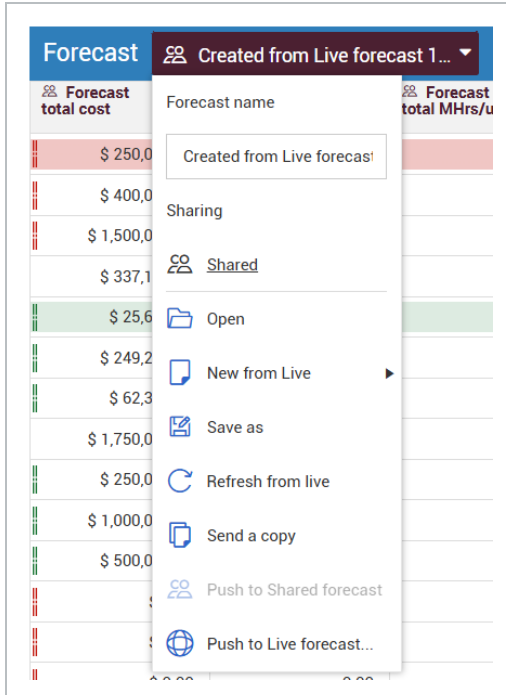 Forecast
Created from Live forecast 1...
Forecast
total cost
Forecast
total MHrs/u
Forecast name
Created from Live forecast
Sharing
Shared
Open
New from Live
Save as
Refresh from live
Send a copy
Push to Shared forecast
Push to Live forecast...
$ 250,0
$ 400,0
$ 1,500,0
$ 337,1
$ 25,6
$ 249,2
$ 62,3
$ 1,750,0
$ 250,0
$ 1,000,0
$ 500,0